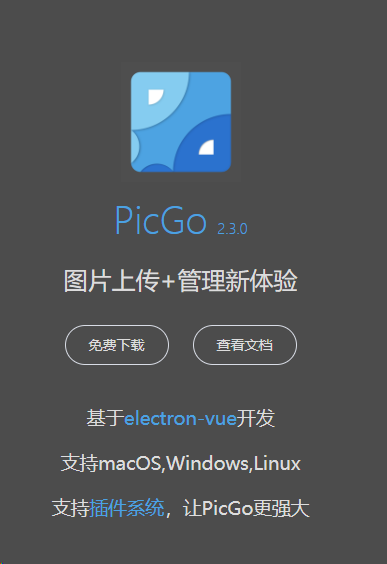 PicGo 2.3.0
图片上传+管理新体验
免费下载 查看文档
基于electron-vue开发
支持macOS,Windows,Linux
支持插件系统，让PicGo更强大